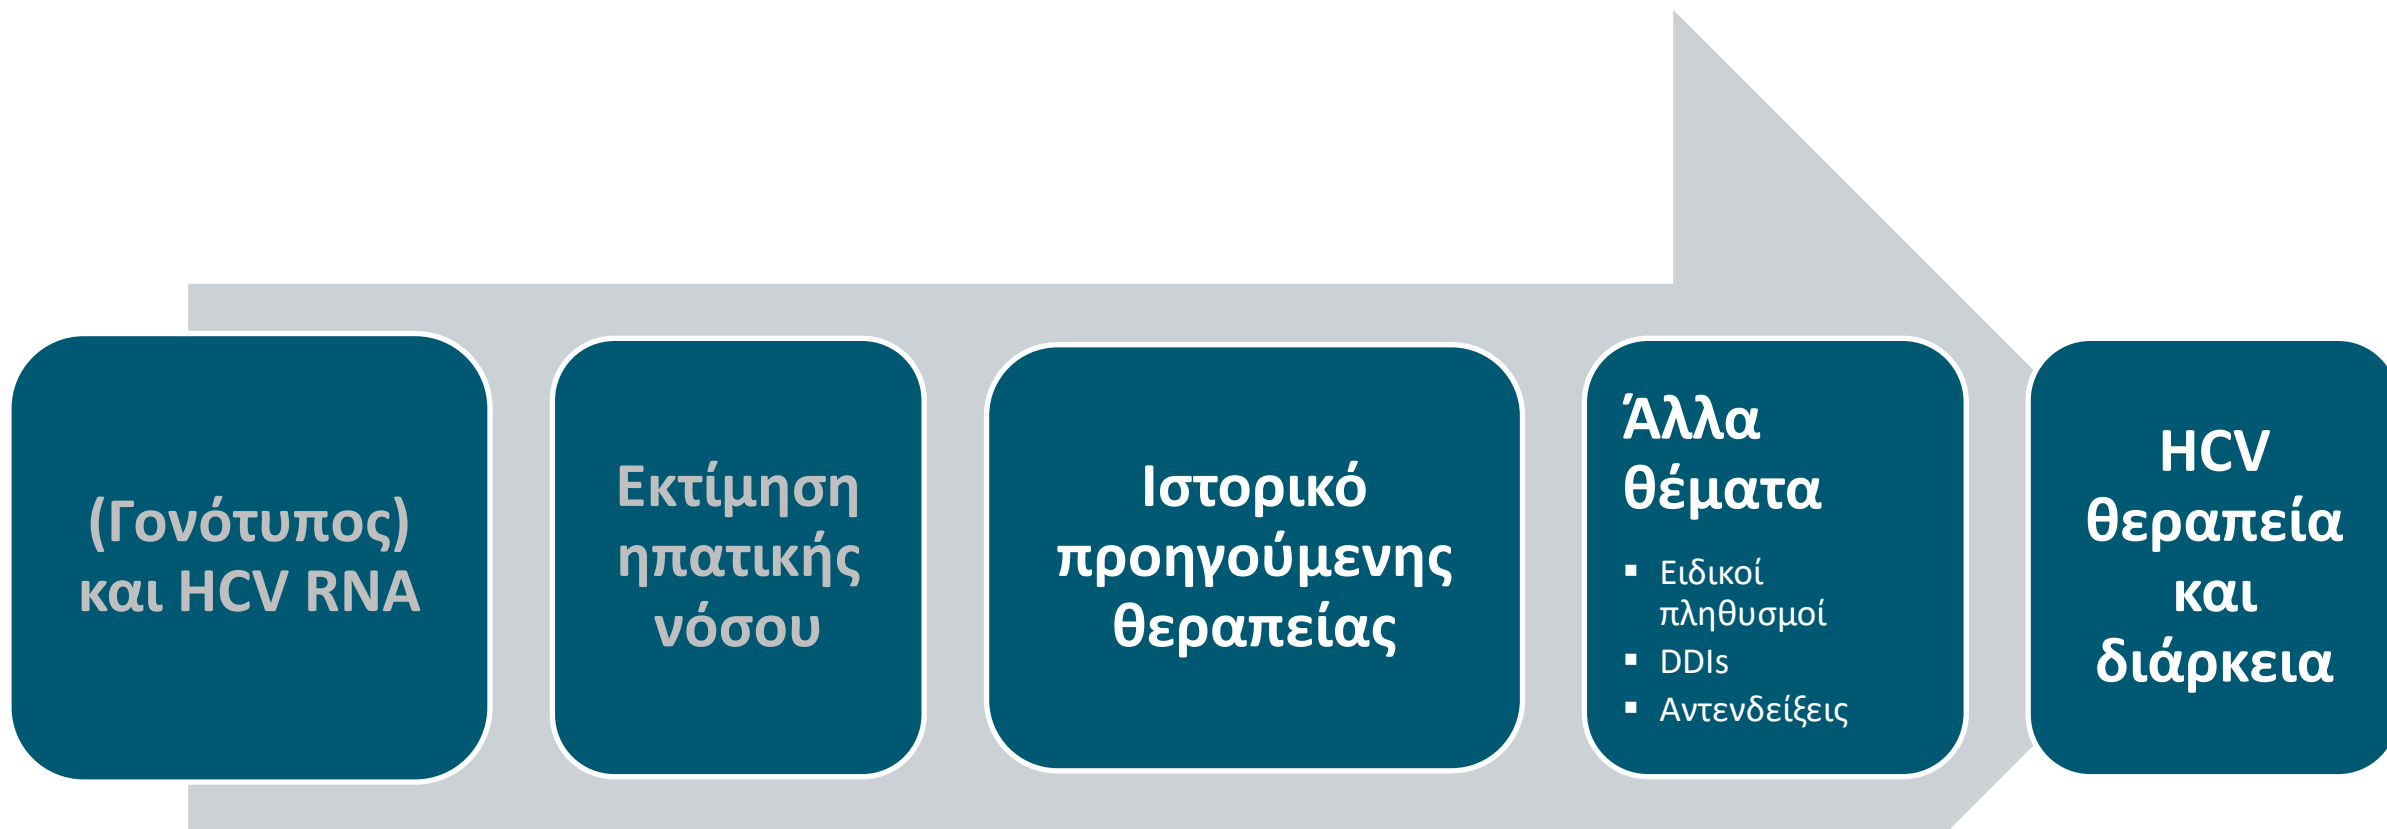 (Γονότυπος)
και HCV RNA
Εκτίμηση
ηπατικής
νόσου
Ιστορικό
προηγούμενης
θεραπείας
Άλλα
θέματα
▪ Ειδικοί
πληθυσμοί
▪ DDIs
▪ Αντενδείξεις
HCV
θεραπεία
και
διάρκεια